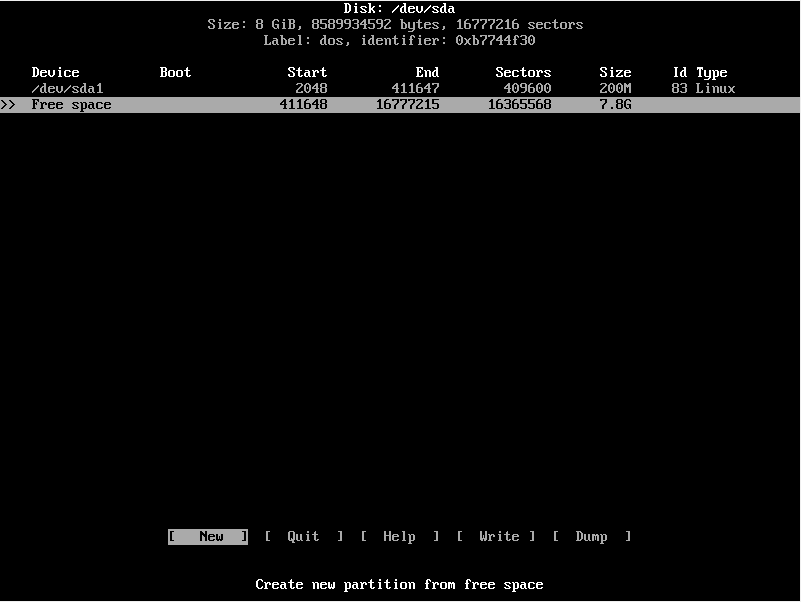 Disk: /dev/sda
Size: 8 GiB, 8589934592 bytes, 16777216 sectors
Label: dos, identifier: 0xb7744f30
Device Boot Start End Sectors Size Id Type
/dev/sda1 2048 411647 409600 200M 83 Linux
>> Free space 411648 16777215 16365568 7.8G
[ New ] [ Quit ] [ Help ] [ Write ] [ Dump ]
Create new partition from free space